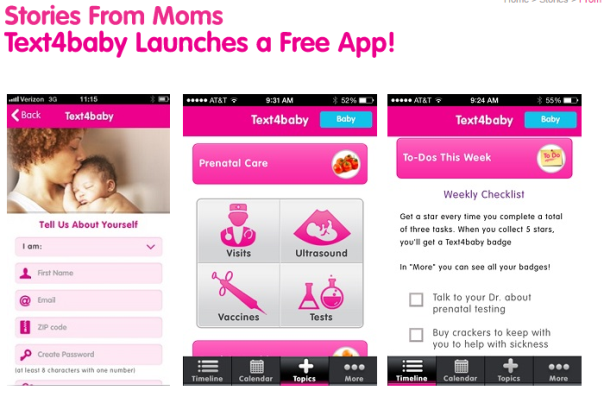 Home > Stories > From
Stories From Moms
Text4baby Launches a Free App!
Verizon 3G 11:15
Back Text4baby
Tell Us About Yourself
I am:
First Name
Email
ZIP code
Create Password
(at least 8 characters with one number)
AT&T 9:31 AM 52%
Text4baby Baby
Prenatal Care
Visits Ultrasound
Vaccines Tests
Timeline Calendar Topics More
AT&T 9:24 AM 55%
Text4baby Baby
To-Dos This Week To Do
Weekly Checklist
Get a star every time you complete a total
of three tasks. When you collect 5 stars,
you'll get a Text4baby badge
In "More" you can see all your badges!
Talk to your Dr. about
prenatal testing
Buy crackers to keep with
you to help with sickness
Timeline Calendar Topics More